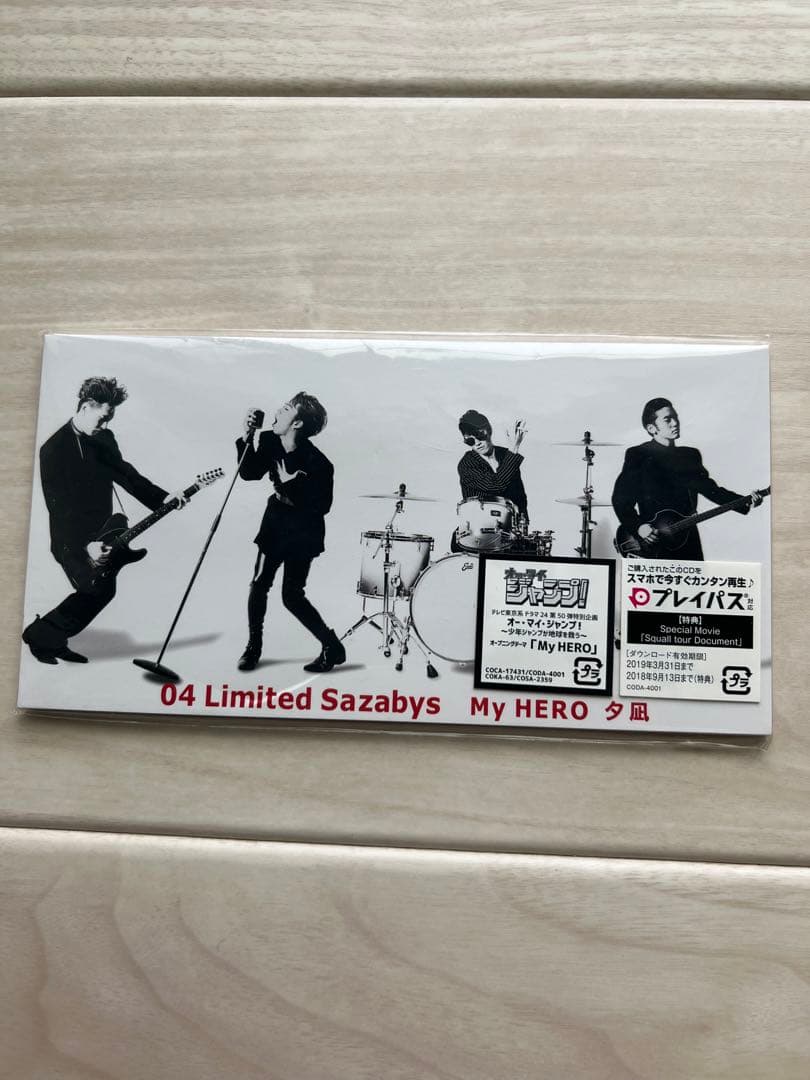 オー・マイ
ジャンプ!
テレビ東京系 ドラマ24 第50弾特別企画
オー・マイ・ジャンプ!
〜少年ジャンプが地球を救う〜
オープニングテーマ「My HERO」
COCA-17431/CODA-4001
COKA-63/COSA-2359
プラ
ご購入されたこのCDを
スマホで今すぐカンタン再生♪
プレイパス®対応
【特典】
Special Movie
「Squall tour Document」
[ダウンロード有効期限]
2019年3月31日まで
2018年9月13日まで(特典)
CODA-4001
プラ
04 Limited Sazabys My HERO 夕凪